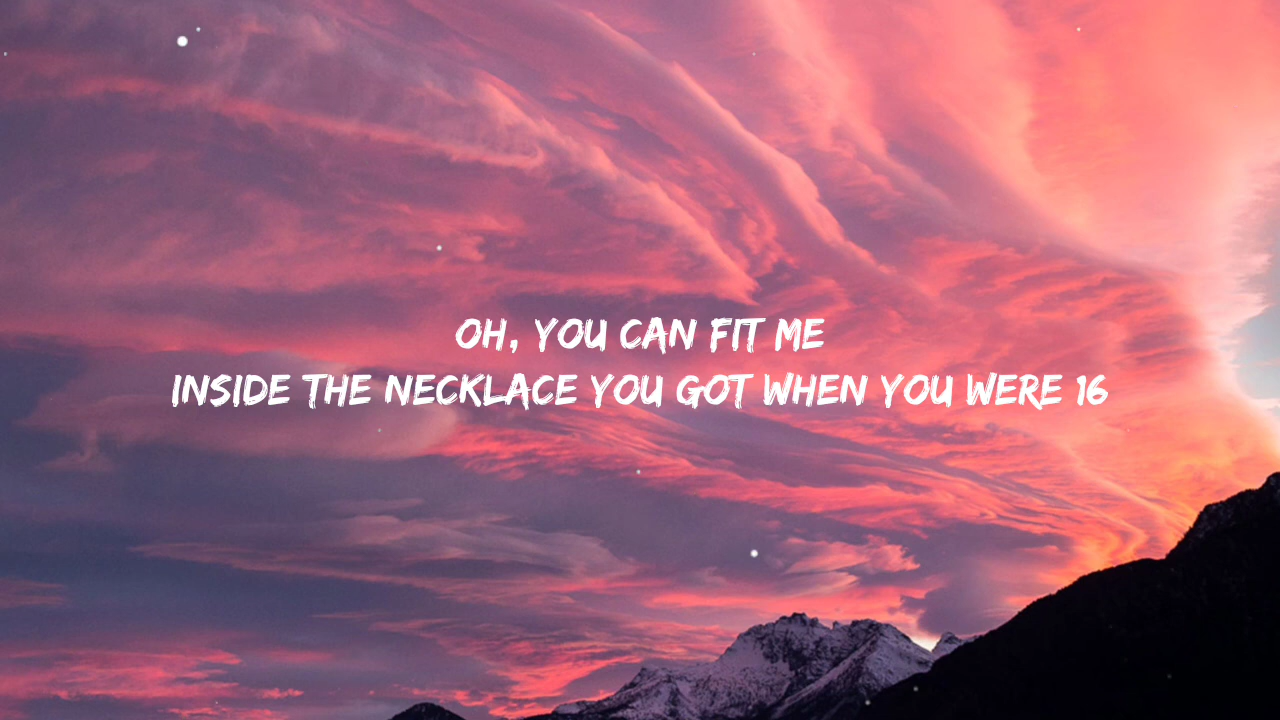 OH, YOU CAN FIT ME
INSIDE THE NECKLACE YOU GOT WHEN YOU WERE 16